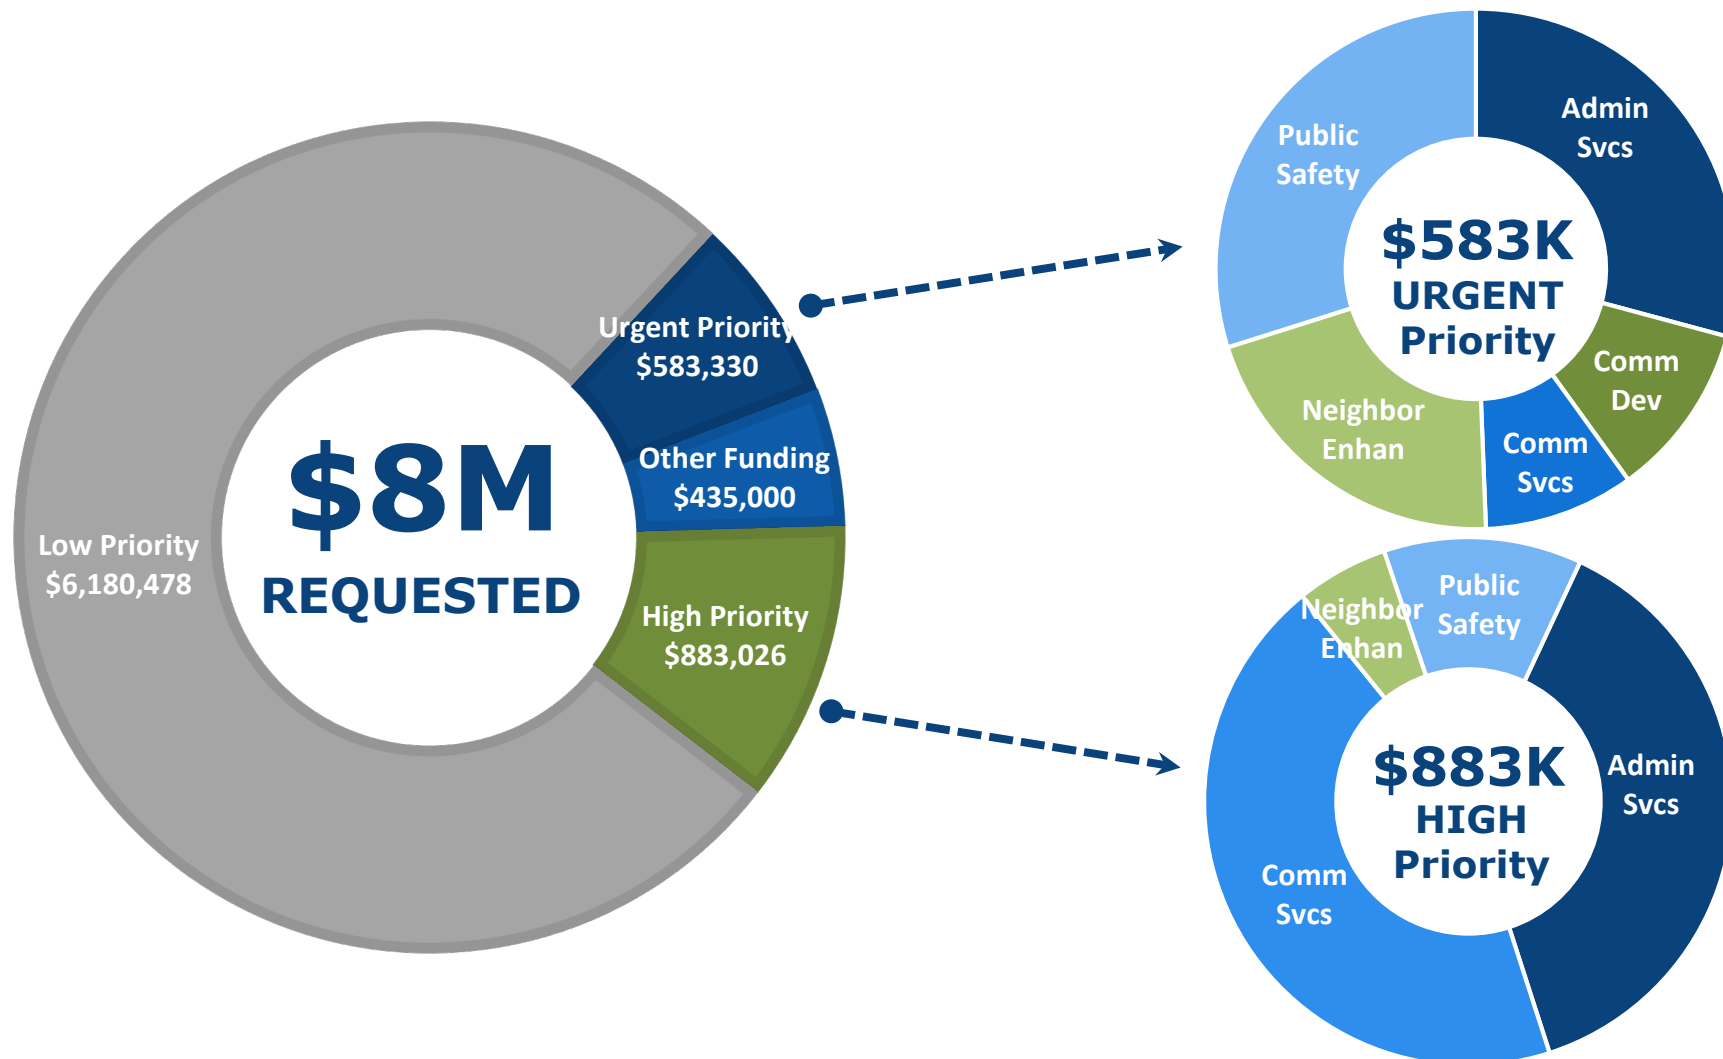 $8M
REQUESTED
Low Priority
$6,180,478
Urgent Priority
$583,330
Other Funding
$435,000
High Priority
$883,026
$583K
URGENT
Priority
Public
Safety
Admin
Svcs
Comm
Dev
Comm
Svcs
Neighbor
Enhan
$883K
HIGH
Priority
Neighbor
Enhan
Public
Safety
Admin
Svcs
Comm
Svcs